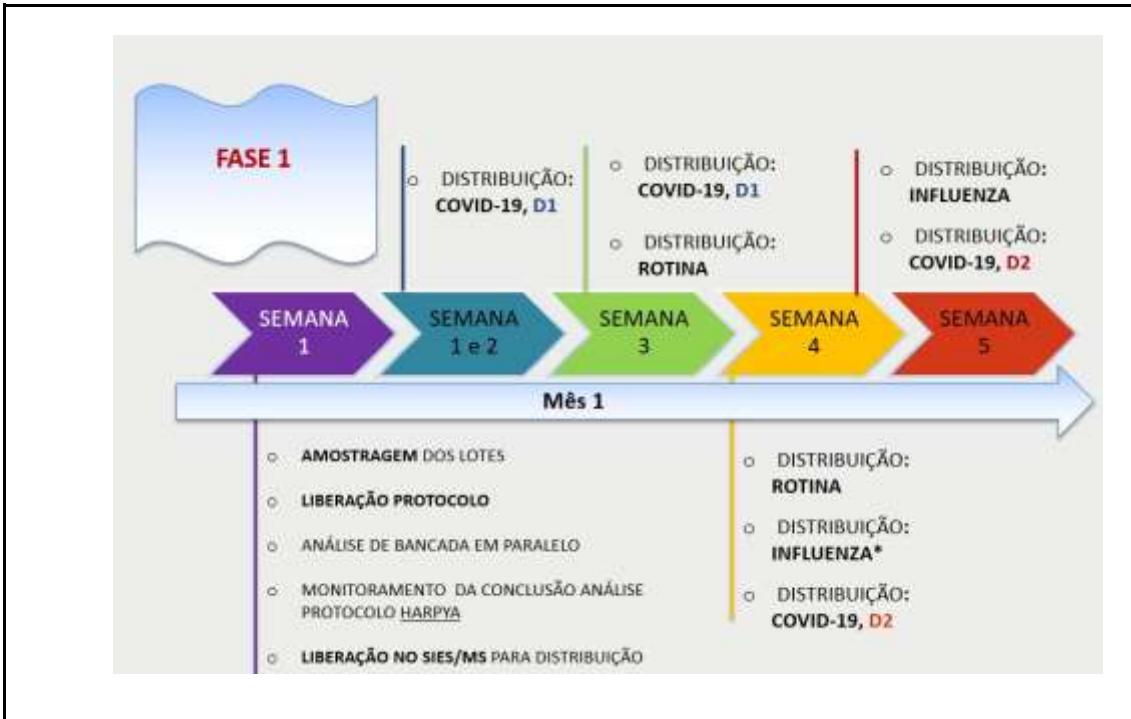 FASE 1
○ DISTRIBUIÇÃO:
COVID-19, D1
○ DISTRIBUIÇÃO:
COVID-19, D1
○ DISTRIBUIÇÃO:
ROTINA
○ DISTRIBUIÇÃO:
INFLUENZA
○ DISTRIBUIÇÃO:
COVID-19, D2
SEMANA
1
SEMANA
1 e 2
SEMANA
3
SEMANA
4
SEMANA
5
Mês 1
○ AMOSTRAGEM DOS LOTES
○ LIBERAÇÃO PROTOCOLO
○ ANÁLISE DE BANCADA EM PARALELO
○ MONITORAMENTO DA CONCLUSÃO ANÁLISE
PROTOCOLO HARPYA
○ LIBERAÇÃO NO SIES/MS PARA DISTRIBUIÇÃO
○ DISTRIBUIÇÃO:
ROTINA
○ DISTRIBUIÇÃO:
INFLUENZA*
○ DISTRIBUIÇÃO:
COVID-19, D2